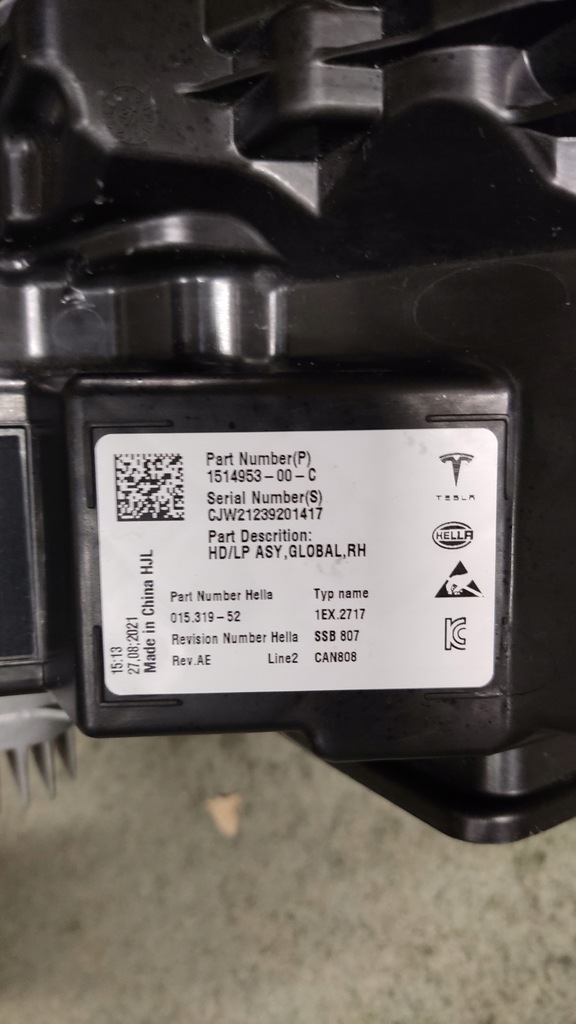 Part Number(P)
1514953-00-C
Serial Number(S)
CJW21239201417
Part Descrition:
HD/LP ASY,GLOBAL,RH
Part Number Hella Typ name
015.319-52 1EX.2717
Revision Number Hella SSB 807
Rev.AE Line2 CAN808
15:13
27,08;2021
Made in China HJL
TESLA
HELLA